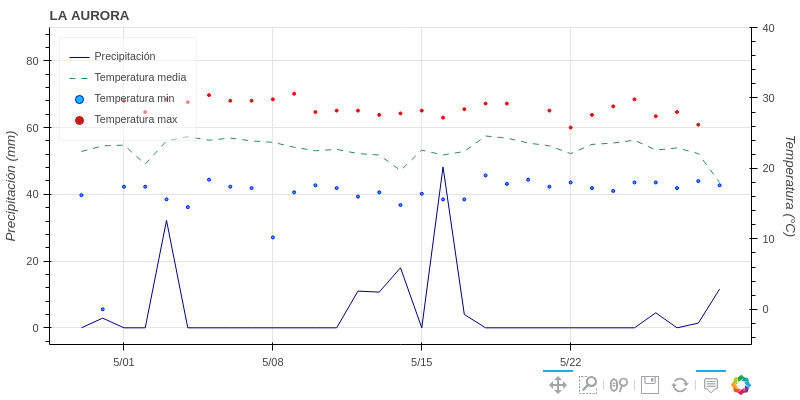 LA AURORA
Precipitación
Temperatura media
Temperatura min
Temperatura max
Precipitación (mm)
80
60
40
20
0
40
30
20
10
0
Temperatura (°C)
5/01
5/08
5/15
5/22